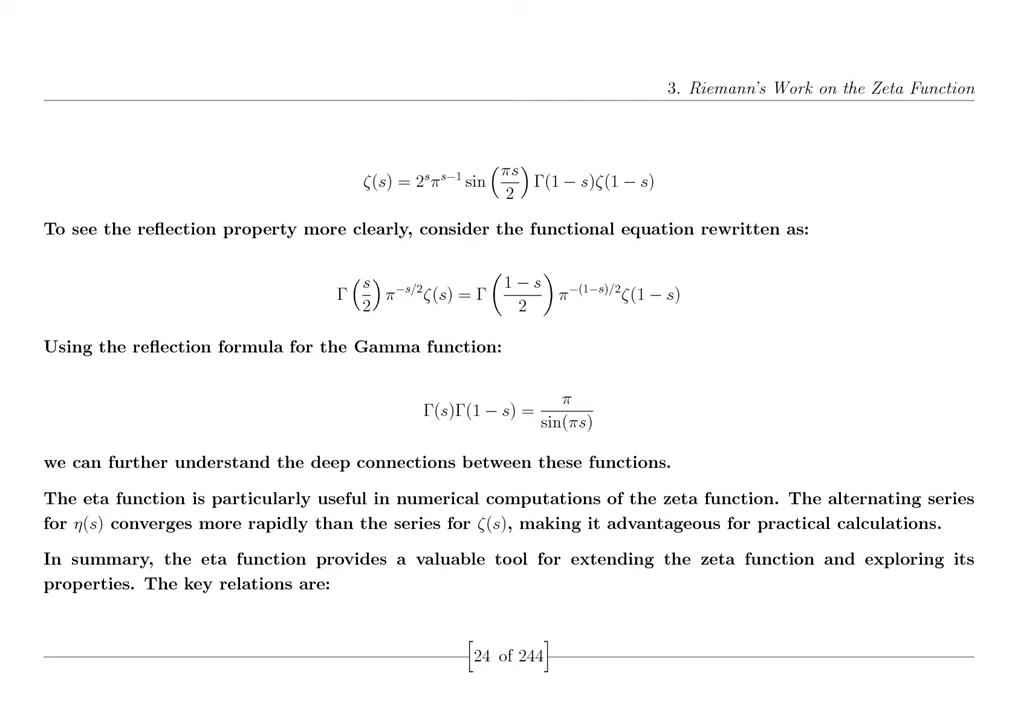 3. Riemann's Work on the Zeta Function
ζ(s) = 2^s π^{s−1} sin (πs/2) Γ(1 − s)ζ(1 − s)
To see the reflection property more clearly, consider the functional equation rewritten as:
Γ (s/2) π^{−s/2} ζ(s) = Γ ((1 − s)/2) π^{−(1−s)/2} ζ(1 − s)
Using the reflection formula for the Gamma function:
Γ(s)Γ(1 − s) = π/sin(πs)
we can further understand the deep connections between these functions.
The eta function is particularly useful in numerical computations of the zeta function. The alternating series
for η(s) converges more rapidly than the series for ζ(s), making it advantageous for practical calculations.
In summary, the eta function provides a valuable tool for extending the zeta function and exploring its
properties. The key relations are:
[24 of 244]